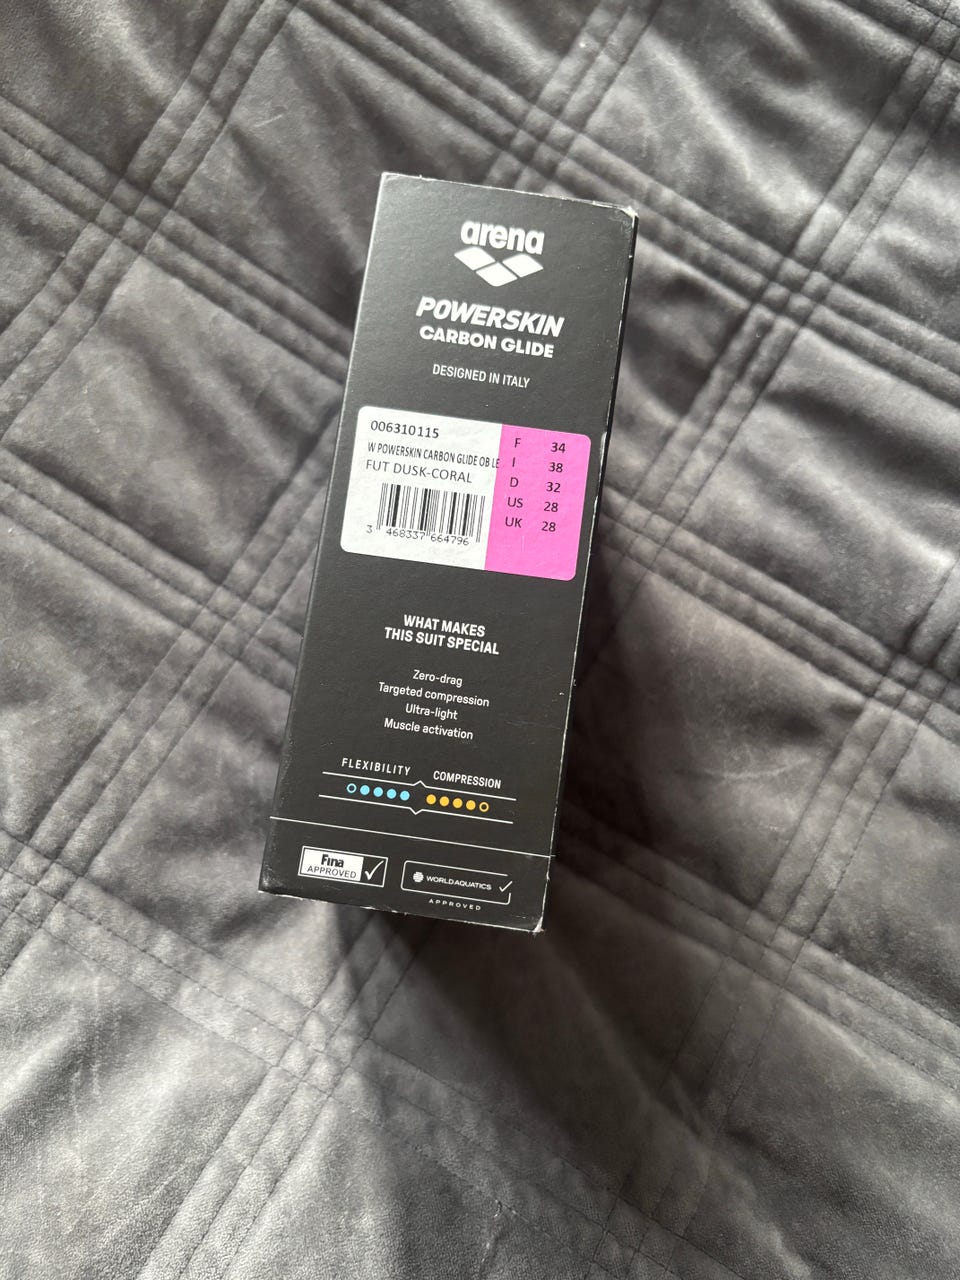 arena
POWERSKIN
CARBON GLIDE
DESIGNED IN ITALY
006310115
W POWERSKIN CARBON GLIDE OB LE
FUT DUSK-CORAL
3 468337 664796
F 34
I 38
D 32
US 28
UK 28
WHAT MAKES
THIS SUIT SPECIAL
Zero-drag
Targeted compression
Ultra-light
Muscle activation
FLEXIBILITY COMPRESSION
Fina
APPROVED
WORLD AQUATICS
APPROVED